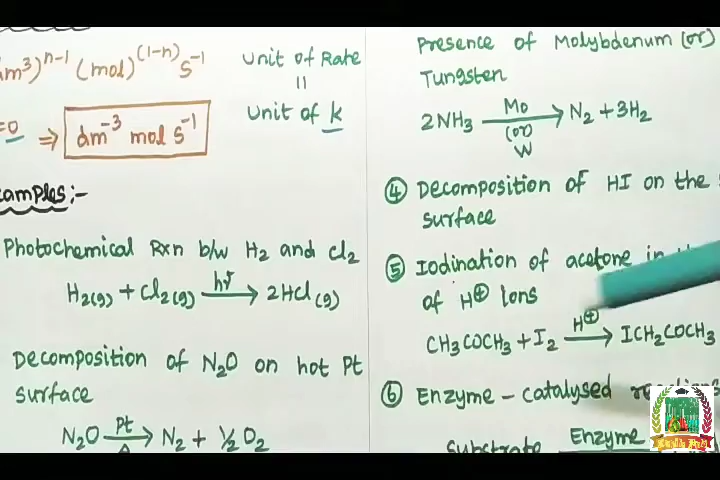 dm³)ⁿ⁻¹ (mol)⁽¹⁻ⁿ⁾ s⁻¹
=0 ⇒ dm⁻³ mol s⁻¹
Unit of Rate
=
Unit of k
amples:-
Photochemical Rxn b/w H₂ and Cl₂
H₂(g) + Cl₂(g) —hν→ 2HCl(g)
Decomposition of N₂O on hot Pt
surface
N₂O —Pt/Δ→ N₂ + ½O₂
Presence of Molybdenum (or)
Tungsten
2NH₃ —Mo (or) W→ N₂ + 3H₂
④ Decomposition of HI on the
surface
⑤ Iodination of acetone in
of H⊕ Ions
CH₃COCH₃ + I₂ —H⊕→ ICH₂COCH₃
⑥ Enzyme - catalysed
substrate Enzyme